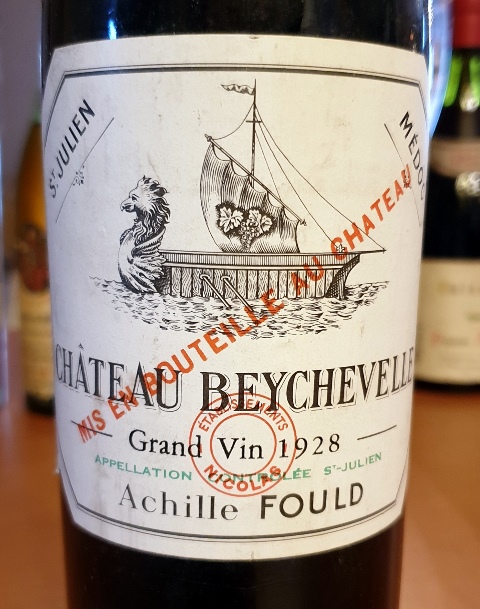 ST JULIEN
MÉDOC
MIS EN BOUTEILLE AU CHATEAU
CHÂTEAU BEYCHEVELLE
Grand Vin 1928
ÉTABLISSEMENTS
NICOLAS
APPELLATION CONTRÔLÉE ST-JULIEN
Achille FOULD